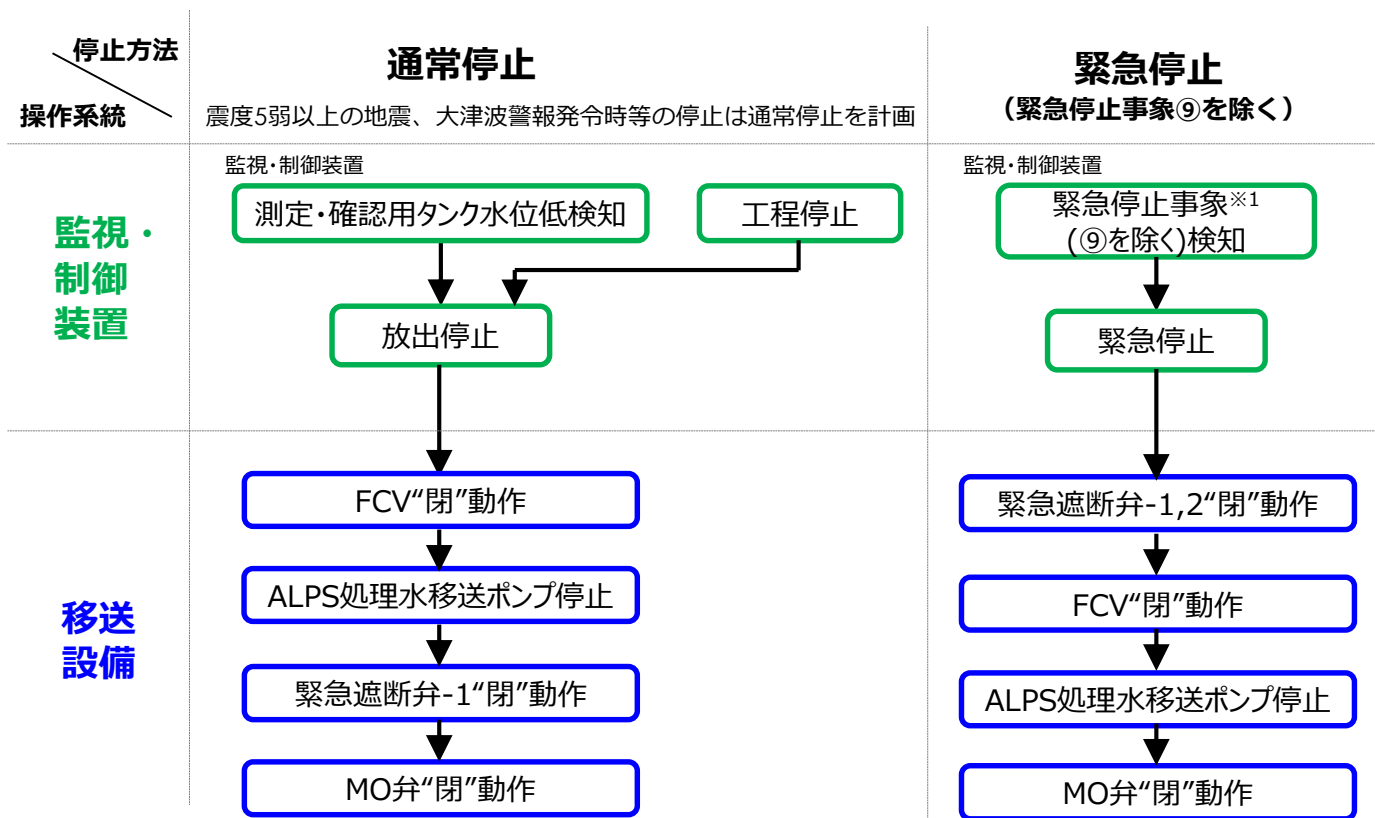 停止方法
操作系統
通常停止
震度5弱以上の地震、大津波警報発令時等の停止は通常停止を計画
緊急停止
（緊急停止事象⑨を除く）
監視・
制御
装置
監視・制御装置
測定・確認用タンク水位低検知
工程停止
放出停止
監視・制御装置
緊急停止事象※1
(⑨を除く)検知
緊急停止
移送
設備
FCV“閉”動作
ALPS処理水移送ポンプ停止
緊急遮断弁-1“閉”動作
MO弁“閉”動作
緊急遮断弁-1,2“閉”動作
FCV“閉”動作
ALPS処理水移送ポンプ停止
MO弁“閉”動作